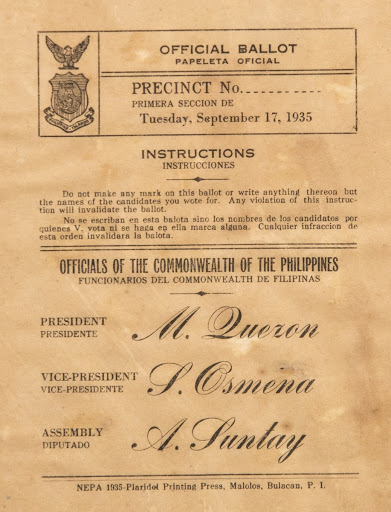 OFFICIAL BALLOT
PAPELETA OFICIAL
PRECINCT No.
PRIMERA SECCION DE
Tuesday, September 17, 1935
INSTRUCTIONS
INSTRUCCIONES
Do not make any mark on this ballot or write anything thereon but
the names of the candidates you vote for. Any violation of this instruc-
tion will invalidate the ballot.
No se escriban en esta balota sino los nombres de los candidatos por
quienes V. vota ni se haga en ella marca alguna. Cualquier infraccion de
esta orden invalidara la balota.
OFFICIALS OF THE COMMONWEALTH OF THE PHILIPPINES
FUNCIONARIOS DEL COMMONWEALTH DE FILIPINAS
PRESIDENT M. Quezon
PRESIDENTE
VICE-PRESIDENT S. Osmena
VICE-PRESIDENTE
ASSEMBLY A. Suntay
DIPUTADO
NEPA 1935-Plaridel Printing Press, Malolos, Bulacan, P. I.